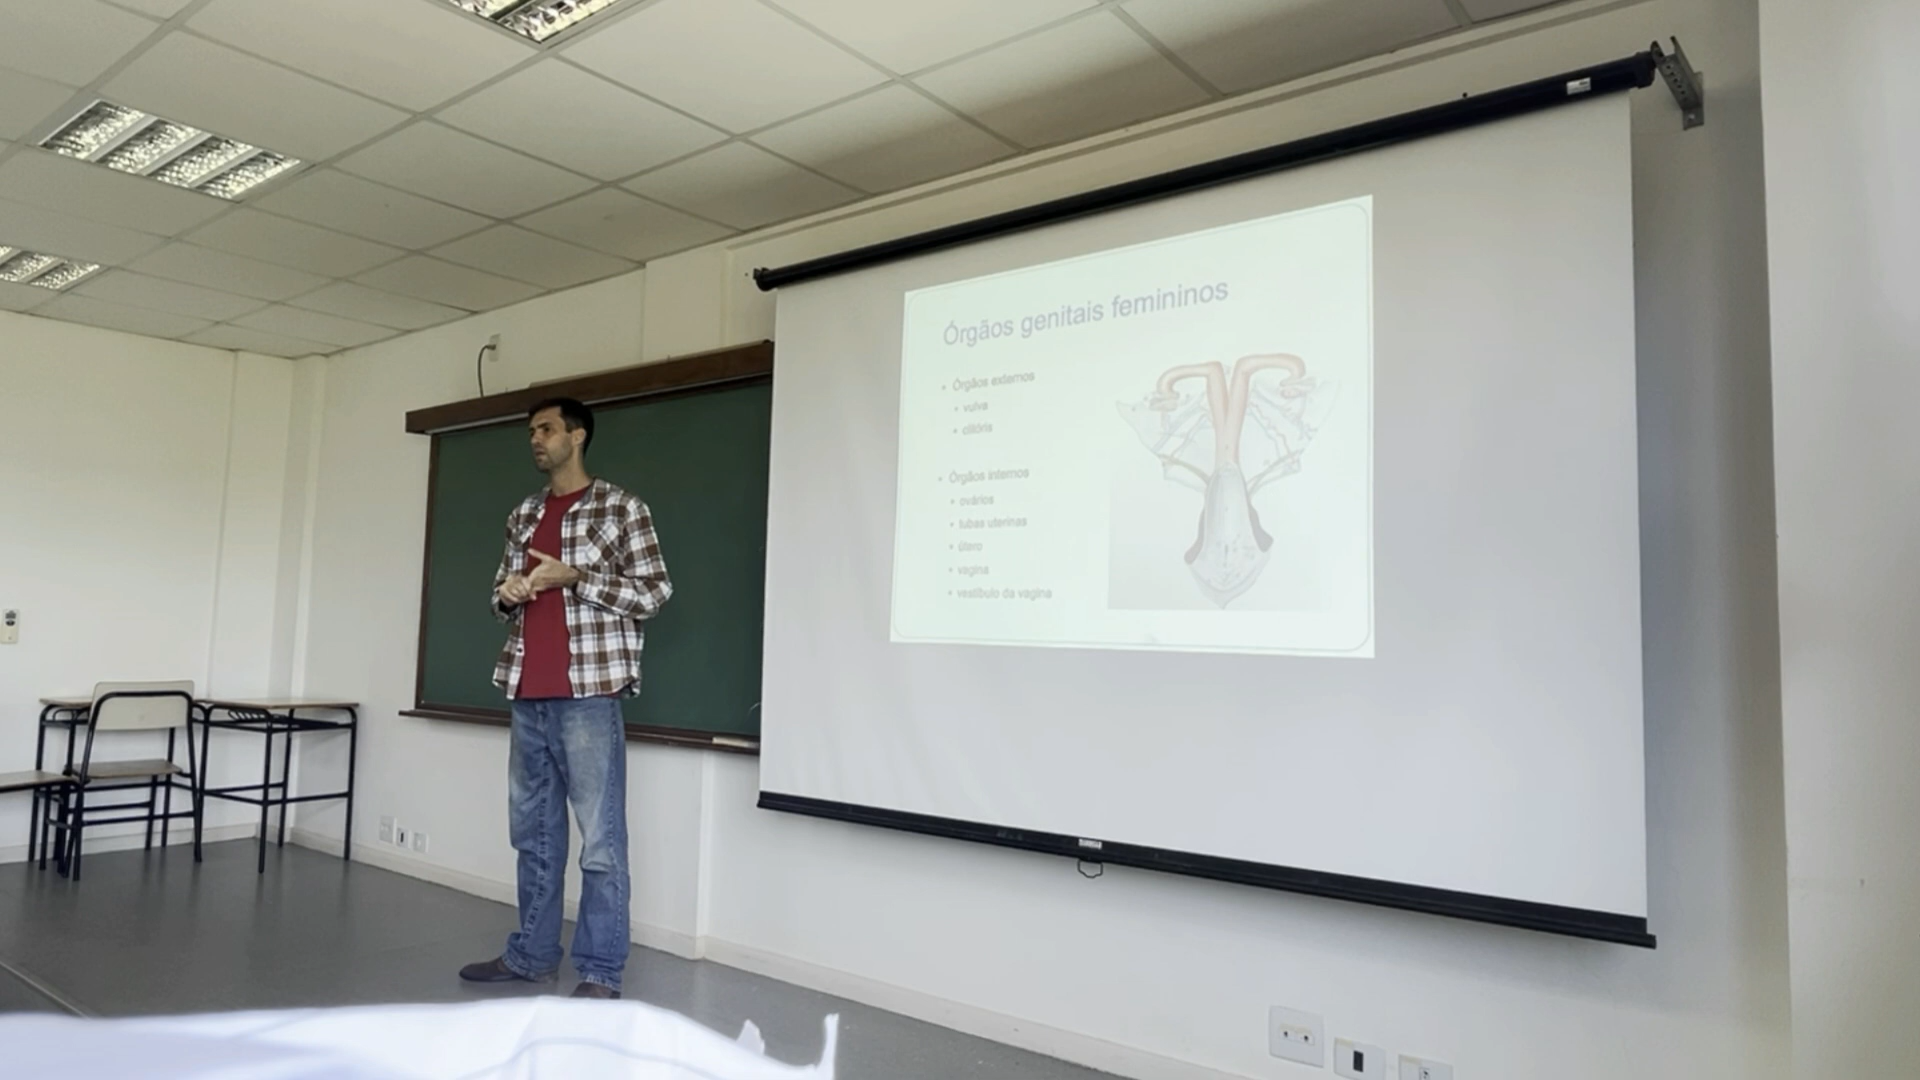 Órgãos genitais femininos
• Órgãos externos
• vulva
• clitóris
• Órgãos internos
• ovários
• tubas uterinas
• útero
• vagina
• vestíbulo da vagina